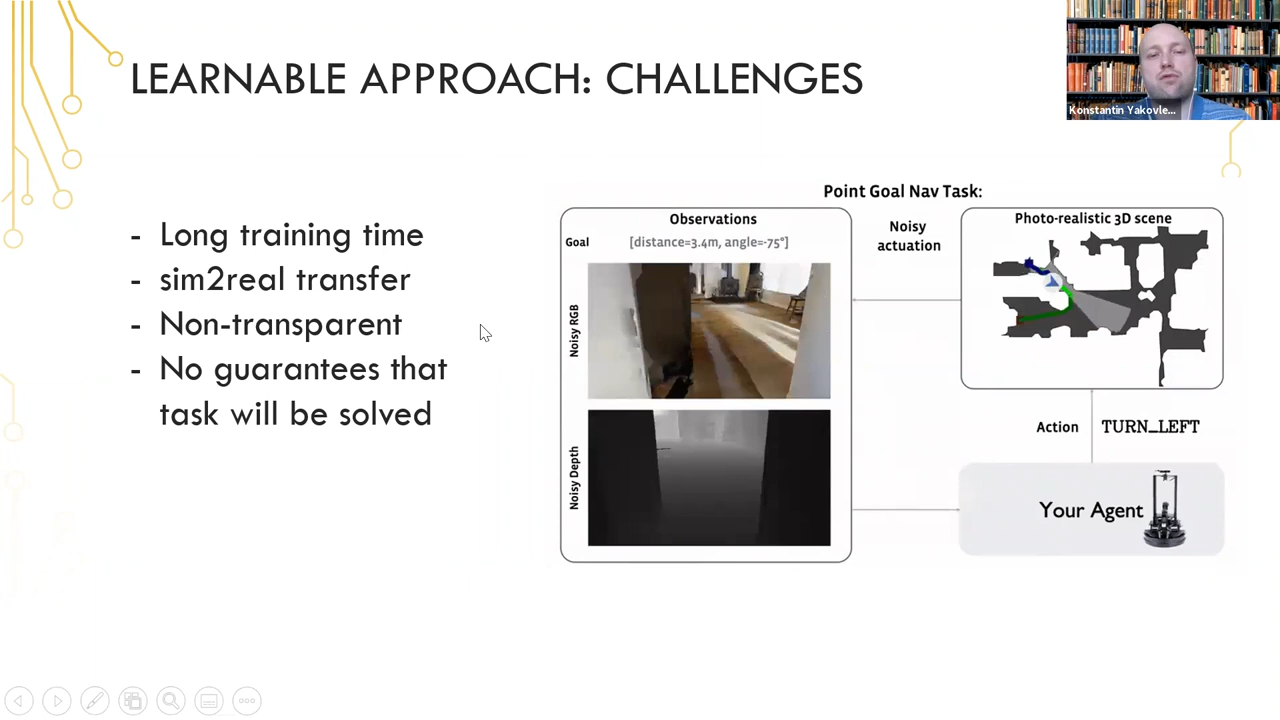 LEARNABLE APPROACH: CHALLENGES
Konstantin Yakovle...
- Long training time
- sim2real transfer
- Non-transparent
- No guarantees that
task will be solved
Point Goal Nav Task:
Observations
Goal [distance=3.4m, angle=-75°]
Noisy RGB
Noisy Depth
Noisy
actuation
Photo-realistic 3D scene
Action TURN_LEFT
Your Agent